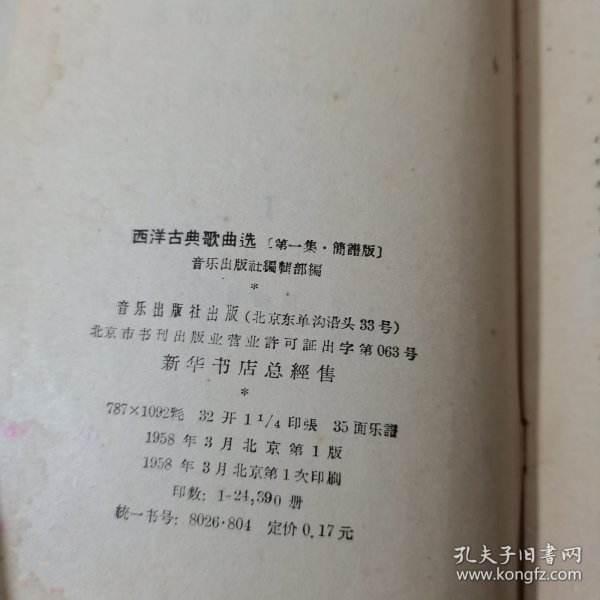 西洋古典歌曲选〔第一集·簡譜版〕
音乐出版社編輯部編
*
音乐出版社出版(北京东单沟沿头33号)
北京市书刊出版业营业許可証出字第063号
新华书店总經售
*
787×1092耗 32开 1 1/4印張 35面乐譜
1958年3月北京第1版
1958年3月北京第1次印刷
印数: 1-24,390册
統一书号: 8026·804 定价0.17元
孔夫子旧书网
www.kongfz.com